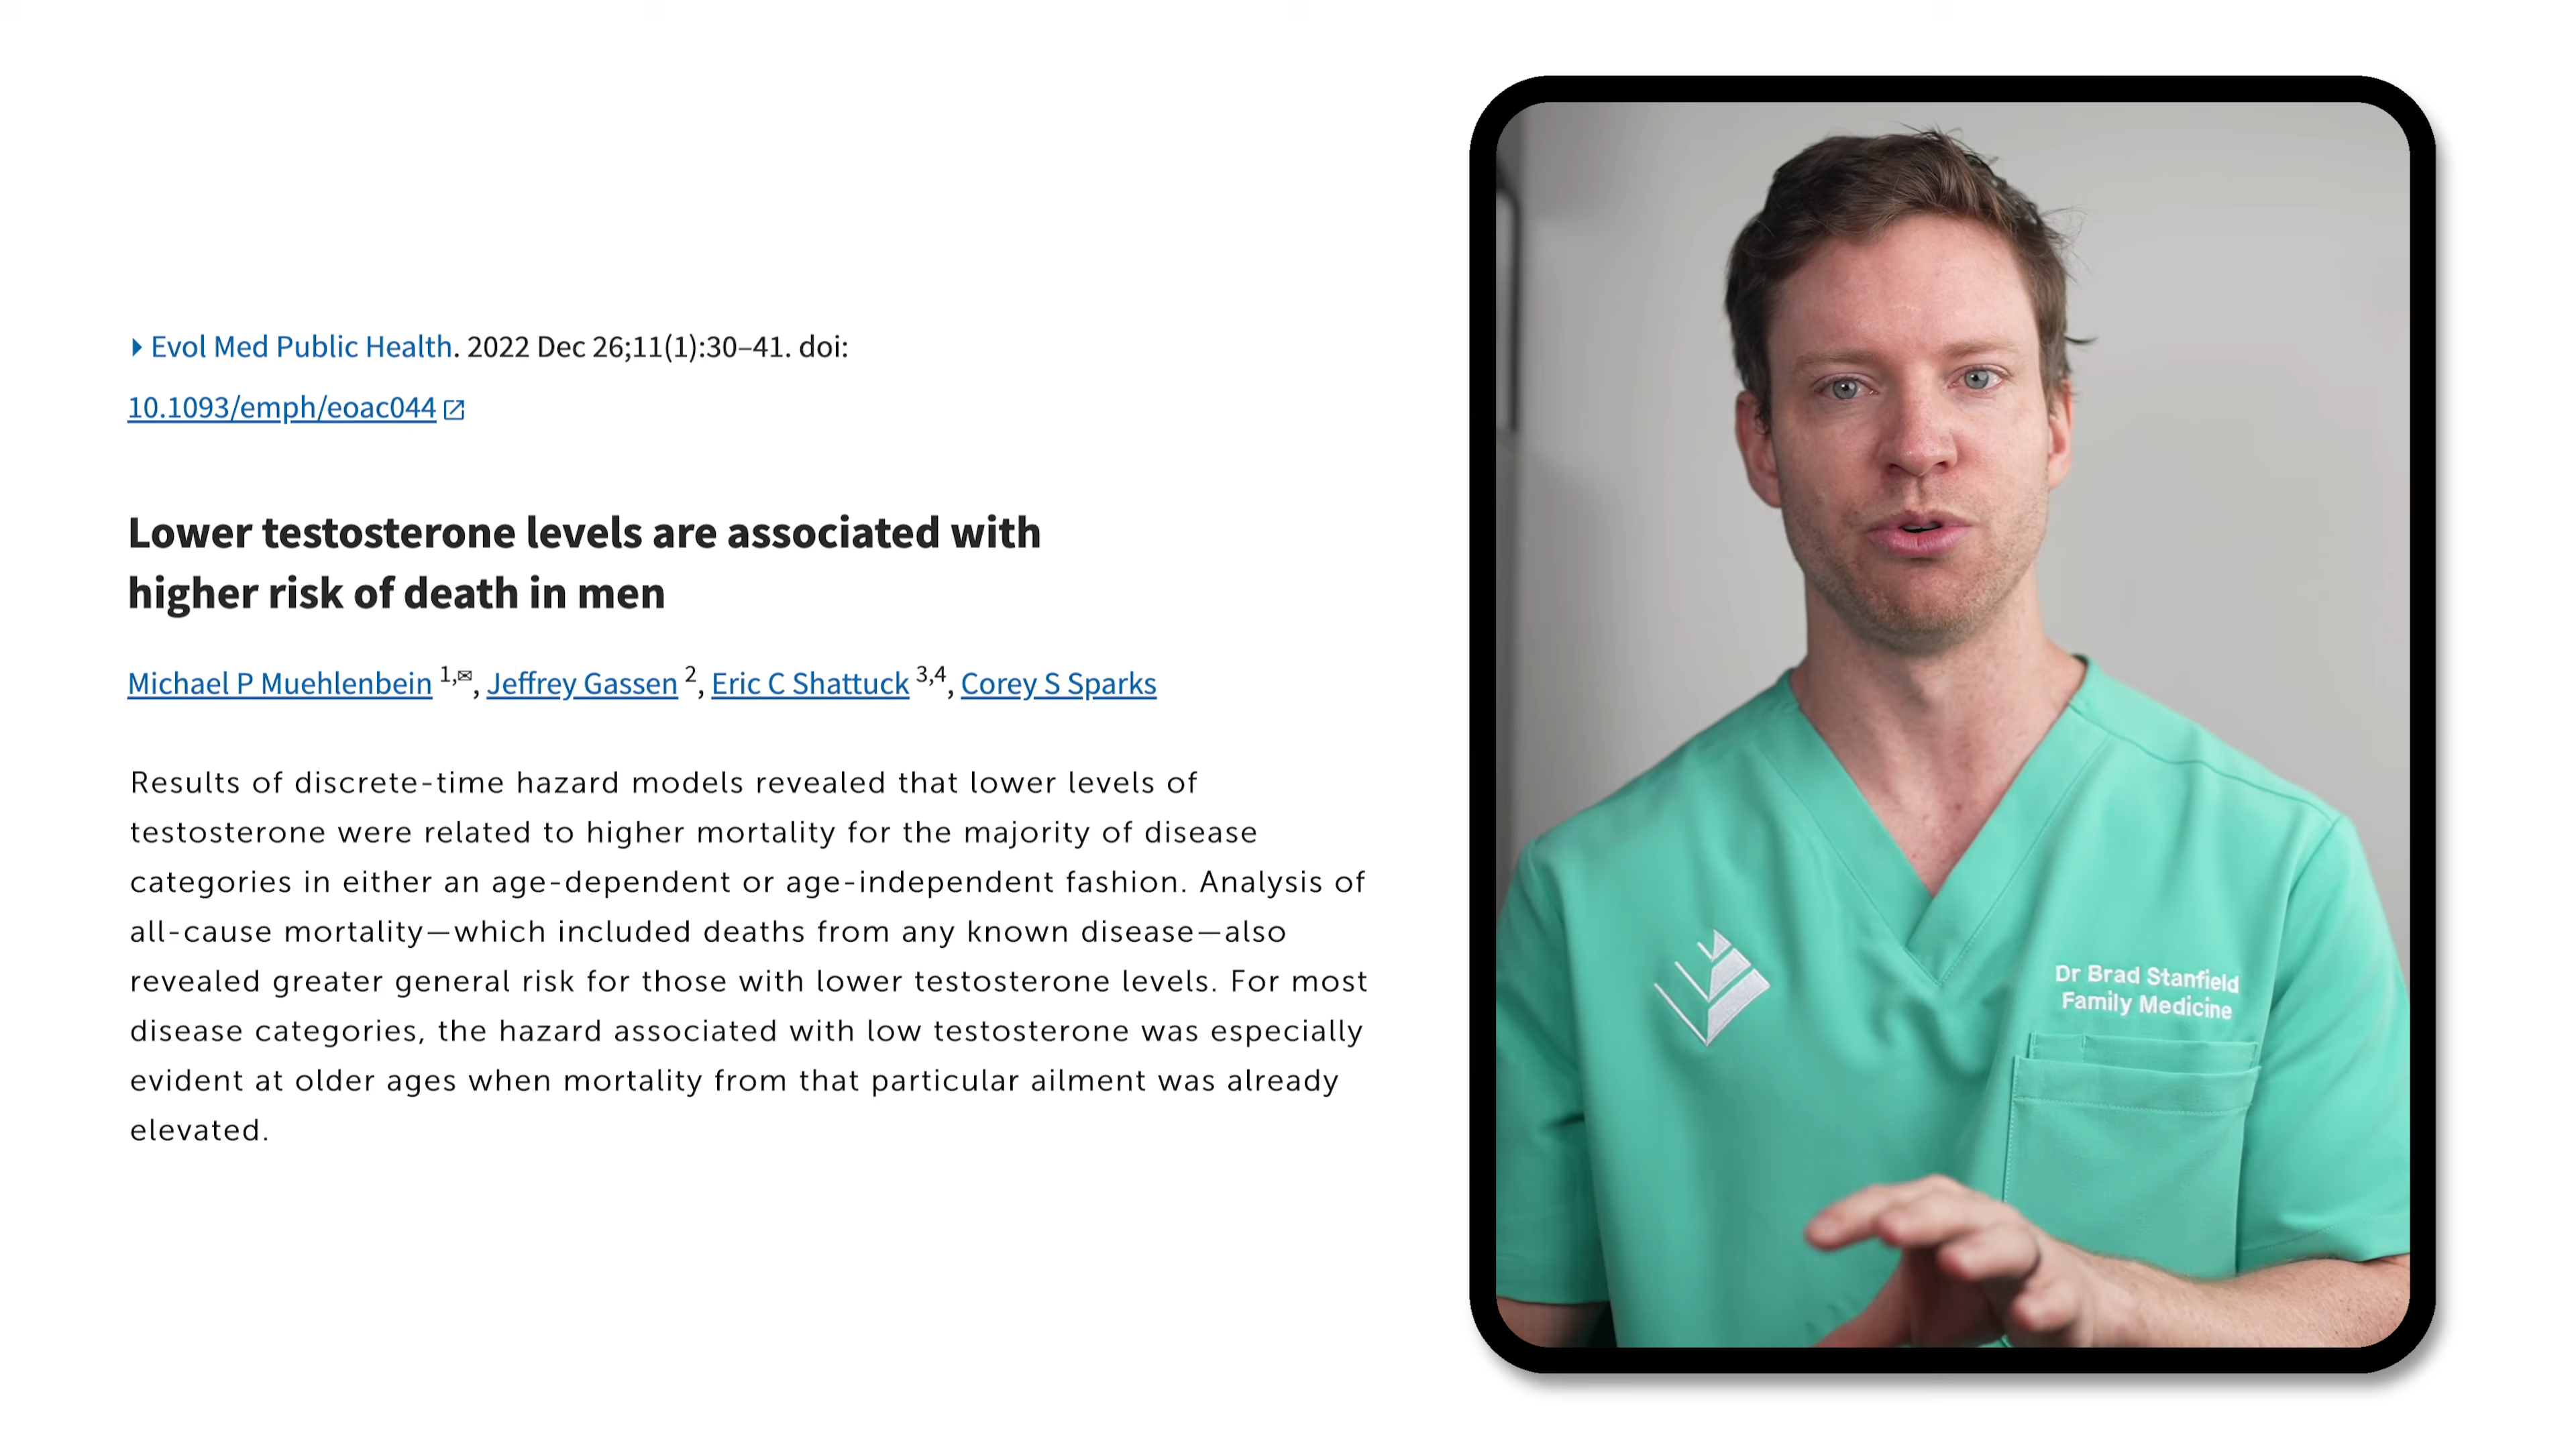 Evol Med Public Health. 2022 Dec 26;11(1):30–41. doi:
10.1093/emph/eoac044
Lower testosterone levels are associated with
higher risk of death in men
Michael P Muehlenbein 1,✉, Jeffrey Gassen 2, Eric C Shattuck 3,4, Corey S Sparks
Results of discrete-time hazard models revealed that lower levels of
testosterone were related to higher mortality for the majority of disease
categories in either an age-dependent or age-independent fashion. Analysis of
all-cause mortality—which included deaths from any known disease—also
revealed greater general risk for those with lower testosterone levels. For most
disease categories, the hazard associated with low testosterone was especially
evident at older ages when mortality from that particular ailment was already
elevated.
Dr Brad Stanfield
Family Medicine